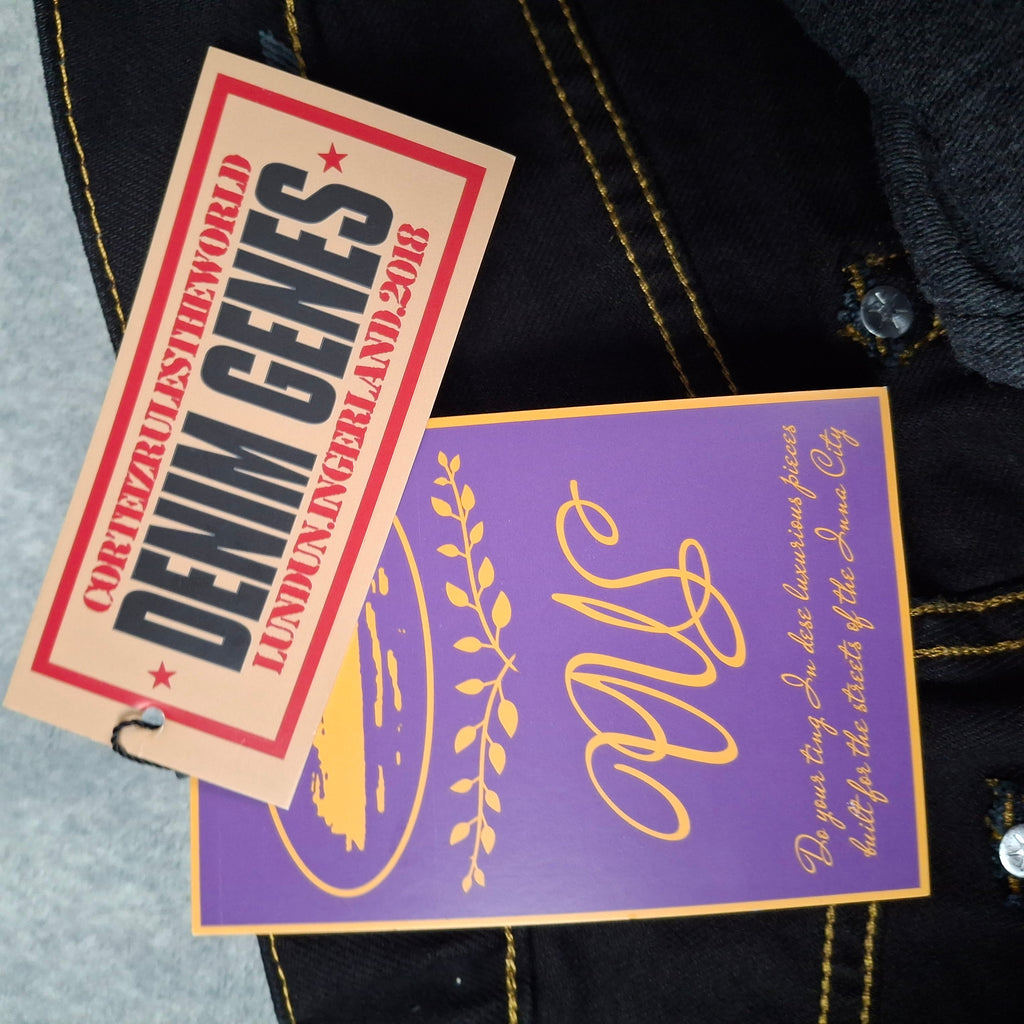 CORTEIZRULESTHEWORLD
DENIM GENES
LUNDUN.INGERLAND.2018
Do your ting In dese luxurious pieces
built for the streets of the Inna City